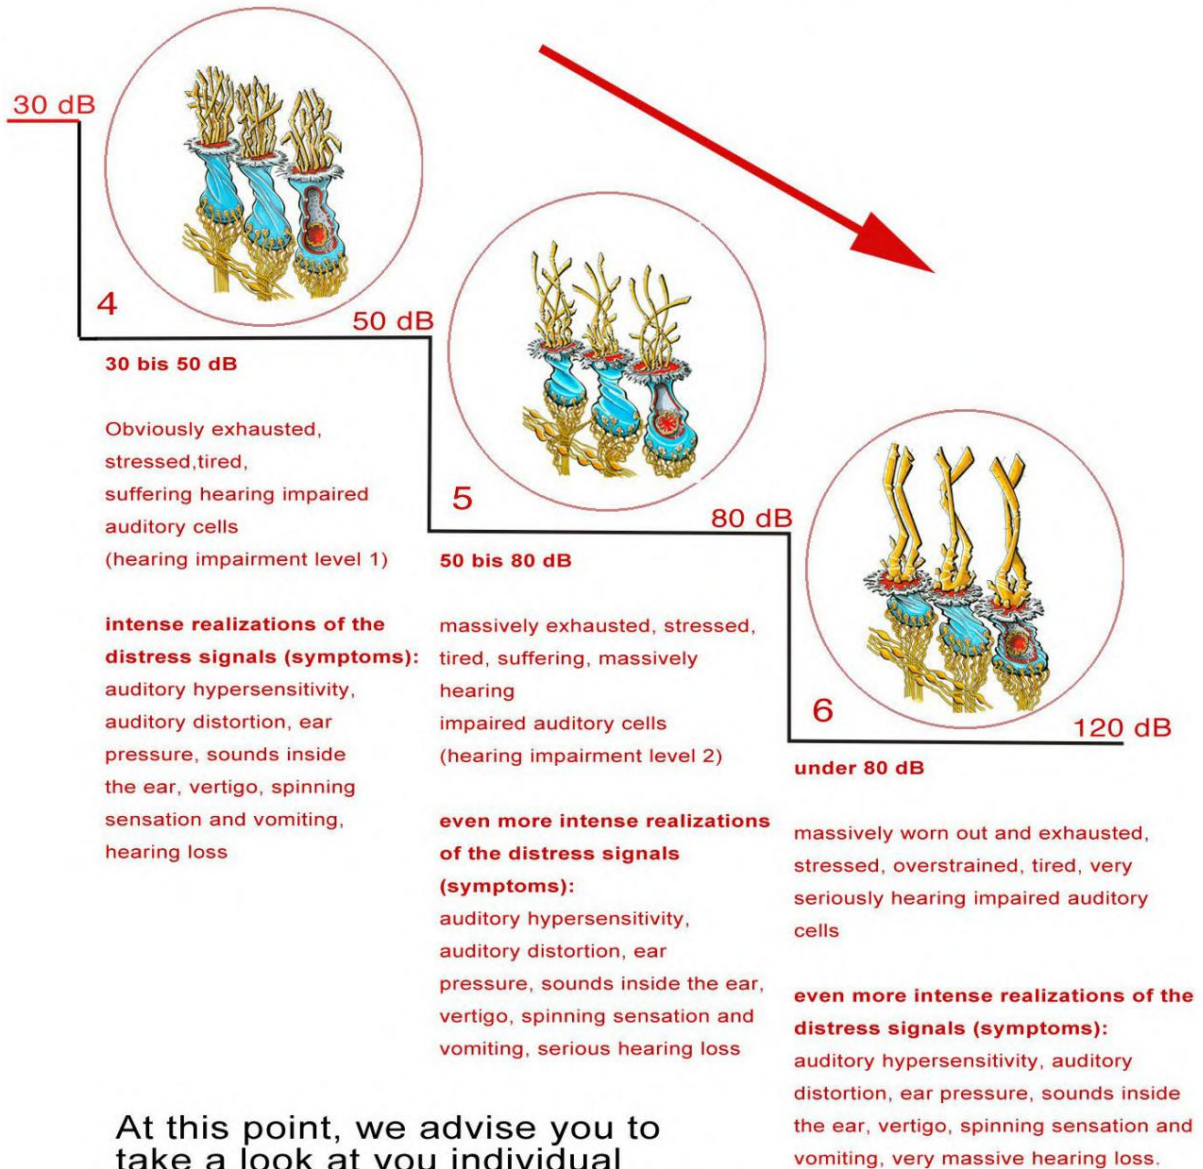 30 dB
4
50 dB
30 bis 50 dB
Obviously exhausted,
stressed,tired,
suffering hearing impaired
auditory cells
(hearing impairment level 1)
intense realizations of the
distress signals (symptoms):
auditory hypersensitivity,
auditory distortion, ear
pressure, sounds inside
the ear, vertigo, spinning
sensation and vomiting,
hearing loss
5
80 dB
50 bis 80 dB
massively exhausted, stressed,
tired, suffering, massively
hearing
impaired auditory cells
(hearing impairment level 2)
even more intense realizations
of the distress signals
(symptoms):
auditory hypersensitivity,
auditory distortion, ear
pressure, sounds inside the ear,
vertigo, spinning sensation and
vomiting, serious hearing loss
6
120 dB
under 80 dB
massively worn out and exhausted,
stressed, overstrained, tired, very
seriously hearing impaired auditory
cells
even more intense realizations of the
distress signals (symptoms):
auditory hypersensitivity, auditory
distortion, ear pressure, sounds inside
the ear, vertigo, spinning sensation and
vomiting, very massive hearing loss.
At this point, we advise you to
take a look at you individual